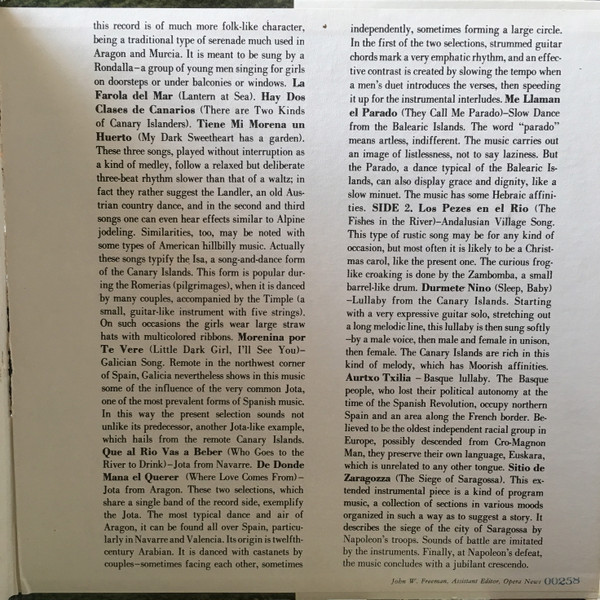 this record is of much more folk-like character,
being a traditional type of serenade much used in
Aragon and Murcia. It is meant to be sung by a
Rondalla—a group of young men singing for girls
on doorsteps or under balconies or windows. La
Farola del Mar (Lantern at Sea). Hay Dos
Clases de Canarios (There are Two Kinds
of Canary Islanders). Tiene Mi Morena un
Huerto (My Dark Sweetheart has a garden).
These three songs, played without interruption as
a kind of medley, follow a relaxed but deliberate
three-beat rhythm slower than that of a waltz; in
fact they rather suggest the Landler, an old Aus-
trian country dance, and in the second and third
songs one can even hear effects similar to Alpine
jodeling. Similarities, too, may be noted with
some types of American hillbilly music. Actually
these songs typify the Isa, a song-and-dance form
of the Canary Islands. This form is popular dur-
ing the Romerias (pilgrimages), when it is danced
by many couples, accompanied by the Timple (a
small, guitar-like instrument with five strings).
On such occasions the girls wear large straw
hats with multicolored ribbons. Morenina por
Te Vere (Little Dark Girl, I'll See You)—
Galician Song. Remote in the northwest corner
of Spain, Galicia nevertheless shows in this music
some of the influence of the very common Jota,
one of the most prevalent forms of Spanish music.
In this way the present selection sounds not
unlike its predecessor, another Jota-like example,
which hails from the remote Canary Islands.
Que al Rio Vas a Beber (Who Goes to the
River to Drink)—Jota from Navarre. De Donde
Mana el Querer (Where Love Comes From)—
Jota from Aragon. These two selections, which
share a single band of the record side, exemplify
the Jota. The most typical dance and air of
Aragon, it can be found all over Spain, particu-
larly in Navarre and Valencia. Its origin is twelfth-
century Arabian. It is danced with castanets by
couples—sometimes facing each other, sometimes
independently, sometimes forming a large circle.
In the first of the two selections, strummed guitar
chords mark a very emphatic rhythm, and an effec-
tive contrast is created by slowing the tempo when
a men's duet introduces the verses, then speeding
it up for the instrumental interludes. Me Llaman
el Parado (They Call Me Parado)—Slow Dance
from the Balearic Islands. The word "parado"
means artless, indifferent. The music carries out
an image of listlessness, not to say laziness. But
the Parado, a dance typical of the Balearic Is-
lands, can also display grace and dignity, like a
slow minuet. The music has some Hebraic affini-
ties. SIDE 2. Los Pezes en el Rio (The
Fishes in the River)—Andalusian Village Song.
This type of rustic song may be for any kind of
occasion, but most often it is likely to be a Christ-
mas carol, like the present one. The curious frog-
like croaking is done by the Zambomba, a small
barrel-like drum. Durmete Nino (Sleep, Baby)
—Lullaby from the Canary Islands. Starting
with a very expressive guitar solo, stretching out
a long melodic line, this lullaby is then sung softly
—by a male voice, then male and female in unison,
then female. The Canary Islands are rich in this
kind of melody, which has Moorish affinities.
Aurtxo Txilia — Basque lullaby. The Basque
people, who lost their political autonomy at the
time of the Spanish Revolution, occupy northern
Spain and an area along the French border. Be-
lieved to be the oldest independent racial group in
Europe, possibly descended from Cro-Magnon
Man, they preserve their own language, Euskara,
which is unrelated to any other tongue. Sitio de
Zaragozza (The Siege of Saragossa). This ex-
tended instrumental piece is a kind of program
music, a collection of sections in various moods
organized in such a way as to suggest a story. It
describes the siege of the city of Saragossa by
Napoleon's troops. Sounds of battle are imitated
by the instruments. Finally, at Napoleon's defeat,
the music concludes with a jubilant crescendo.
John W. Freeman, Assistant Editor, Opera News 00258